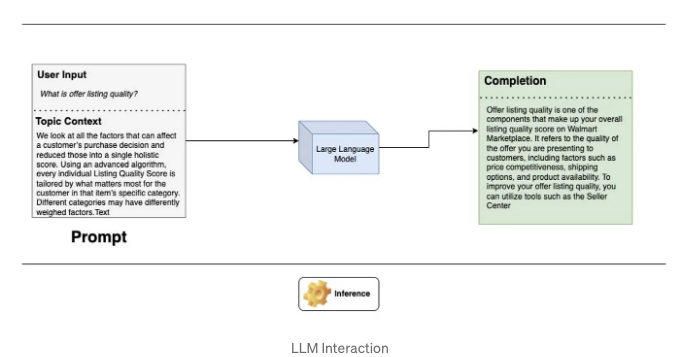 User Input
What is offer listing quality?
Topic Context
We look at all the factors that can affect
a customer's purchase decision and
reduced those into a single holistic
score. Using an advanced algorithm,
every individual Listing Quality Score is
tailored by what matters most for the
customer in that item's specific category.
Different categories may have differently
weighed factors.Text
Prompt
Large Language
Model
Completion
Offer listing quality is one of the
components that make up your overall
listing quality score on Walmart
Marketplace. It refers to the quality of
the offer you are presenting to
customers, including factors such as
price competitiveness, shipping
options, and product availability. To
improve your offer listing quality, you
can utilize tools such as the Seller
Center
Inference
LLM Interaction